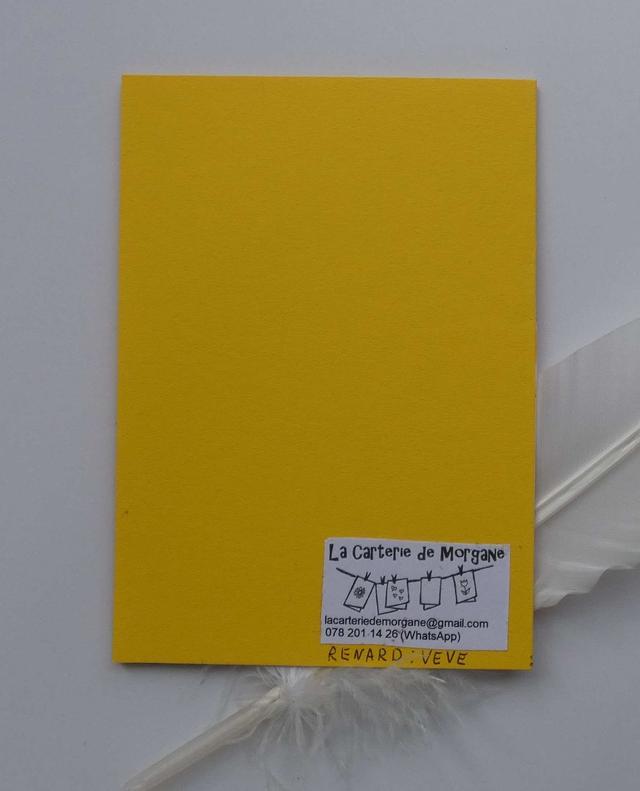 La Carterie de Morgane
lacarteriedemorgane@gmail.com
078 201 14 26 (WhatsApp)
RENARD : VEVE